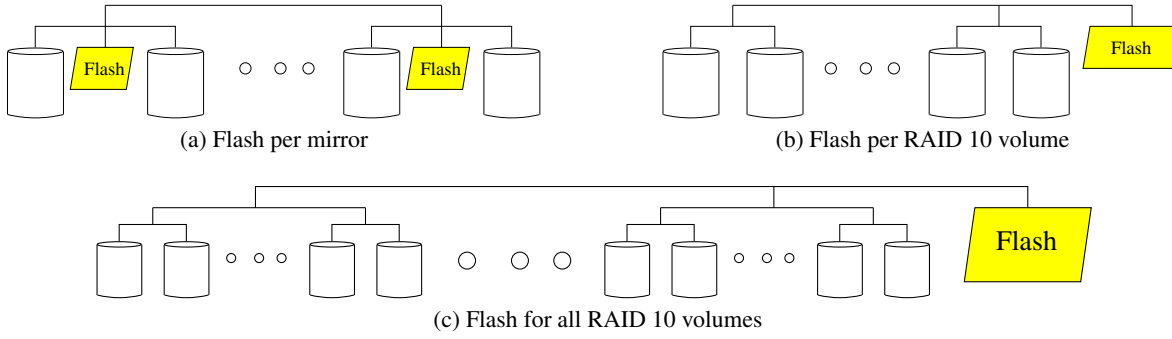 Flash
Flash
Flash
(a) Flash per mirror
(b) Flash per RAID 10 volume
Flash
(c) Flash for all RAID 10 volumes